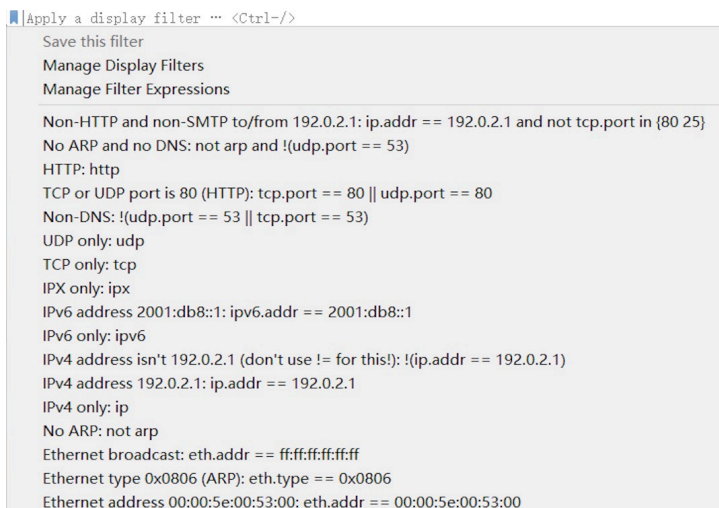 Apply a display filter … <Ctrl-/>
Save this filter
Manage Display Filters
Manage Filter Expressions
Non-HTTP and non-SMTP to/from 192.0.2.1: ip.addr == 192.0.2.1 and not tcp.port in {80 25}
No ARP and no DNS: not arp and !(udp.port == 53)
HTTP: http
TCP or UDP port is 80 (HTTP): tcp.port == 80 || udp.port == 80
Non-DNS: !(udp.port == 53 || tcp.port == 53)
UDP only: udp
TCP only: tcp
IPX only: ipx
IPv6 address 2001:db8::1: ipv6.addr == 2001:db8::1
IPv6 only: ipv6
IPv4 address isn't 192.0.2.1 (don't use != for this!): !(ip.addr == 192.0.2.1)
IPv4 address 192.0.2.1: ip.addr == 192.0.2.1
IPv4 only: ip
No ARP: not arp
Ethernet broadcast: eth.addr == ff:ff:ff:ff:ff:ff
Ethernet type 0x0806 (ARP): eth.type == 0x0806
Ethernet address 00:00:5e:00:53:00: eth.addr == 00:00:5e:00:53:00